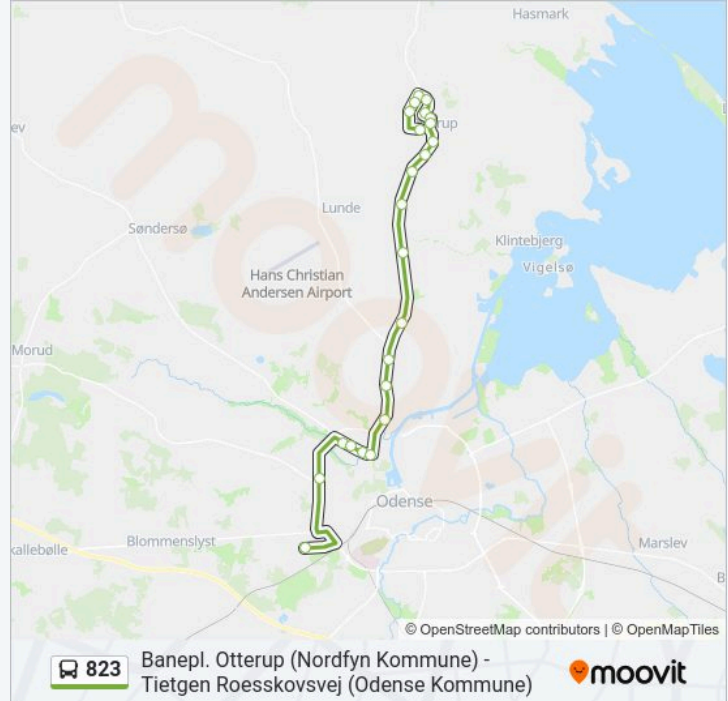 Hasmark
ev
rup
Lunde
Søndersø
Klintebjerg
Vigelsø
Hans Christian
Andersen Airport
Morud
Odense
Blommenslyst
kallebølle
Marslev
B
moovit
© OpenStreetMap contributors | © OpenMapTiles
823
Banepl. Otterup (Nordfyn Kommune) -
Tietgen Roesskovsvej (Odense Kommune)
moovit